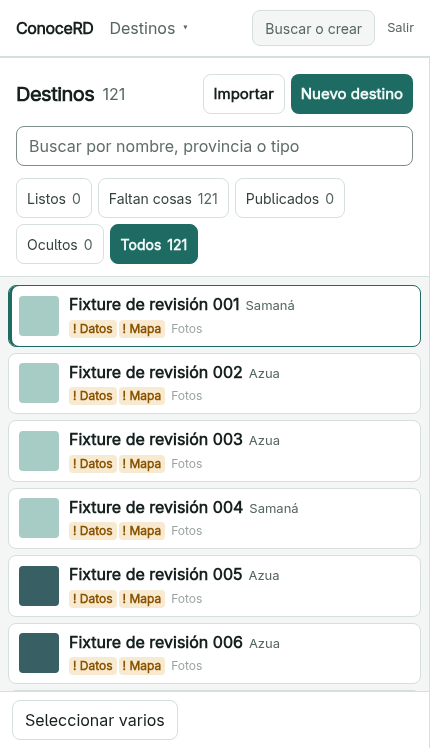 ConoceRD Destinos ▾ Buscar o crear Salir
Destinos 121 Importar Nuevo destino
Buscar por nombre, provincia o tipo
Listos 0 Faltan cosas 121 Publicados 0
Ocultos 0 Todos 121
Fixture de revisión 001 Samaná
! Datos ! Mapa Fotos
Fixture de revisión 002 Azua
! Datos ! Mapa Fotos
Fixture de revisión 003 Azua
! Datos ! Mapa Fotos
Fixture de revisión 004 Samaná
! Datos ! Mapa Fotos
Fixture de revisión 005 Azua
! Datos ! Mapa Fotos
Fixture de revisión 006 Azua
! Datos ! Mapa Fotos
Seleccionar varios